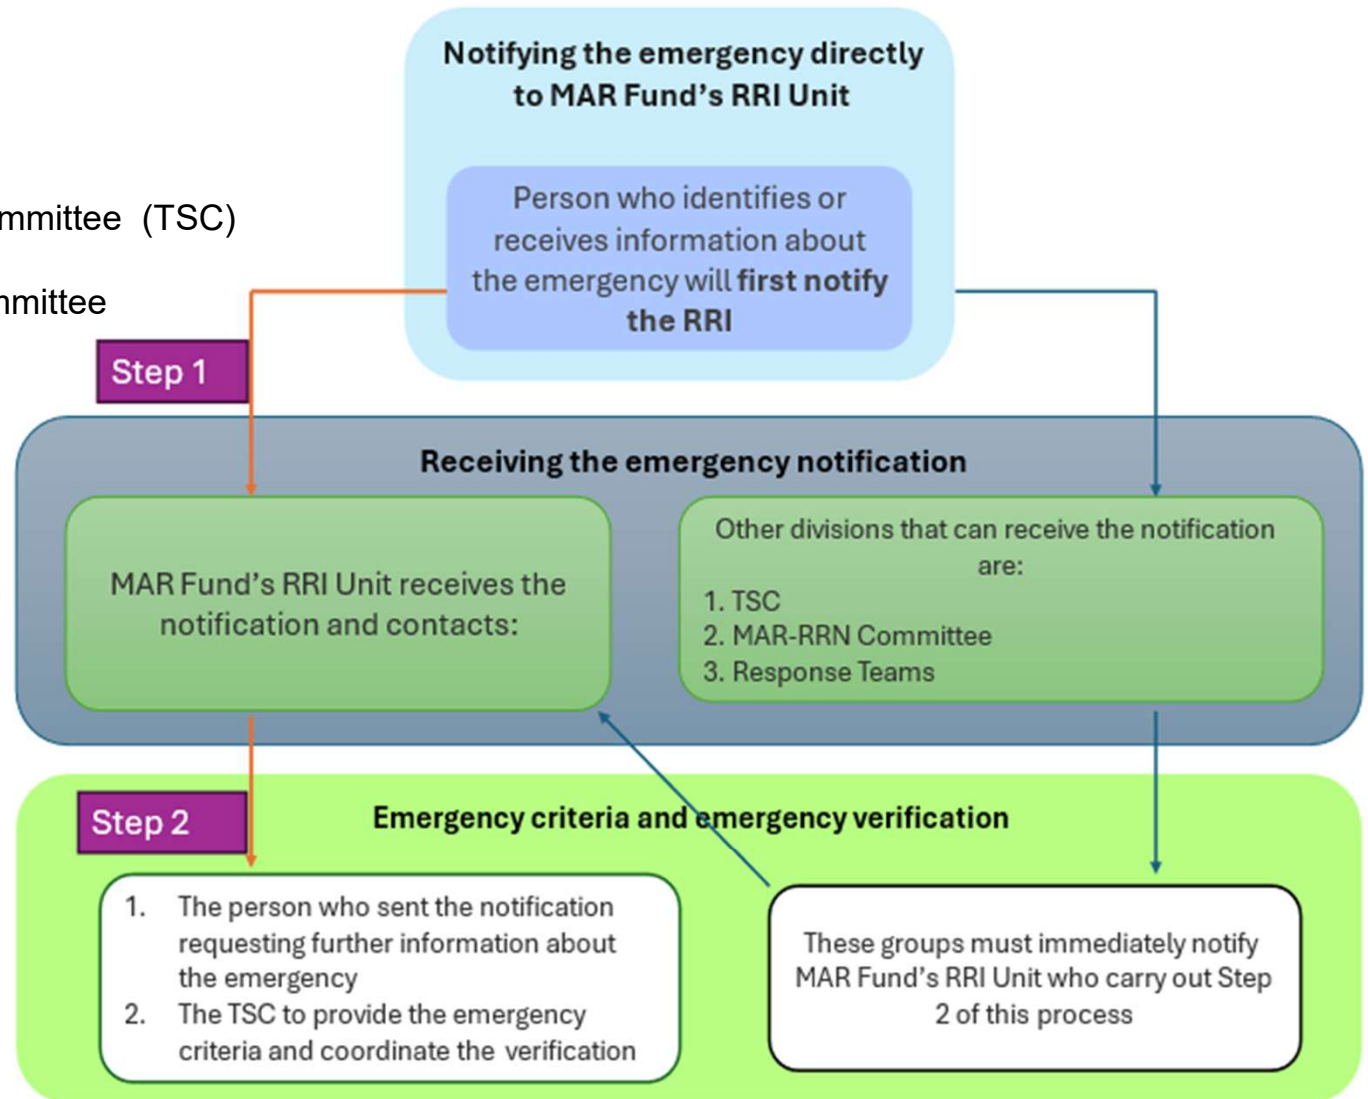 Notifying the emergency directly
to MAR Fund’s RRI Unit
Person who identifies or
receives information about
the emergency will first notify
the RRI
mmittee (TSC)
mmittee
Step 1
Receiving the emergency notification
MAR Fund’s RRI Unit receives the
notification and contacts:
Other divisions that can receive the notification
are:
1. TSC
2. MAR-RRN Committee
3. Response Teams
Step 2
Emergency criteria and emergency verification
1. The person who sent the notification
requesting further information about
the emergency
2. The TSC to provide the emergency
criteria and coordinate the verification
These groups must immediately notify
MAR Fund’s RRI Unit who carry out Step
2 of this process